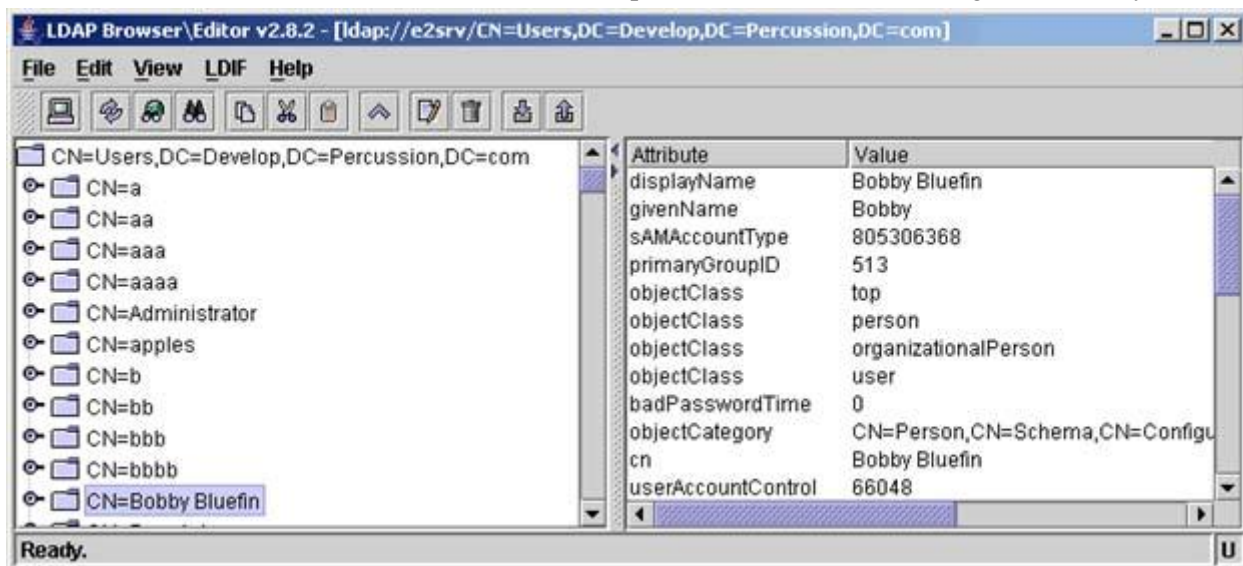 LDAP Browser\Editor v2.8.2 - [ldap://e2srv/CN=Users,DC=Develop,DC=Percussion,DC=com]
File Edit View LDIF Help
CN=Users,DC=Develop,DC=Percussion,DC=com
CN=a
CN=aa
CN=aaa
CN=aaaa
CN=Administrator
CN=apples
CN=b
CN=bb
CN=bbb
CN=bbbb
CN=Bobby Bluefin
Attribute Value
displayName Bobby Bluefin
givenName Bobby
sAMAccountType 805306368
primaryGroupID 513
objectClass top
objectClass person
objectClass organizationalPerson
objectClass user
badPasswordTime 0
objectCategory CN=Person,CN=Schema,CN=Configu
cn Bobby Bluefin
userAccountControl 66048
Ready. U